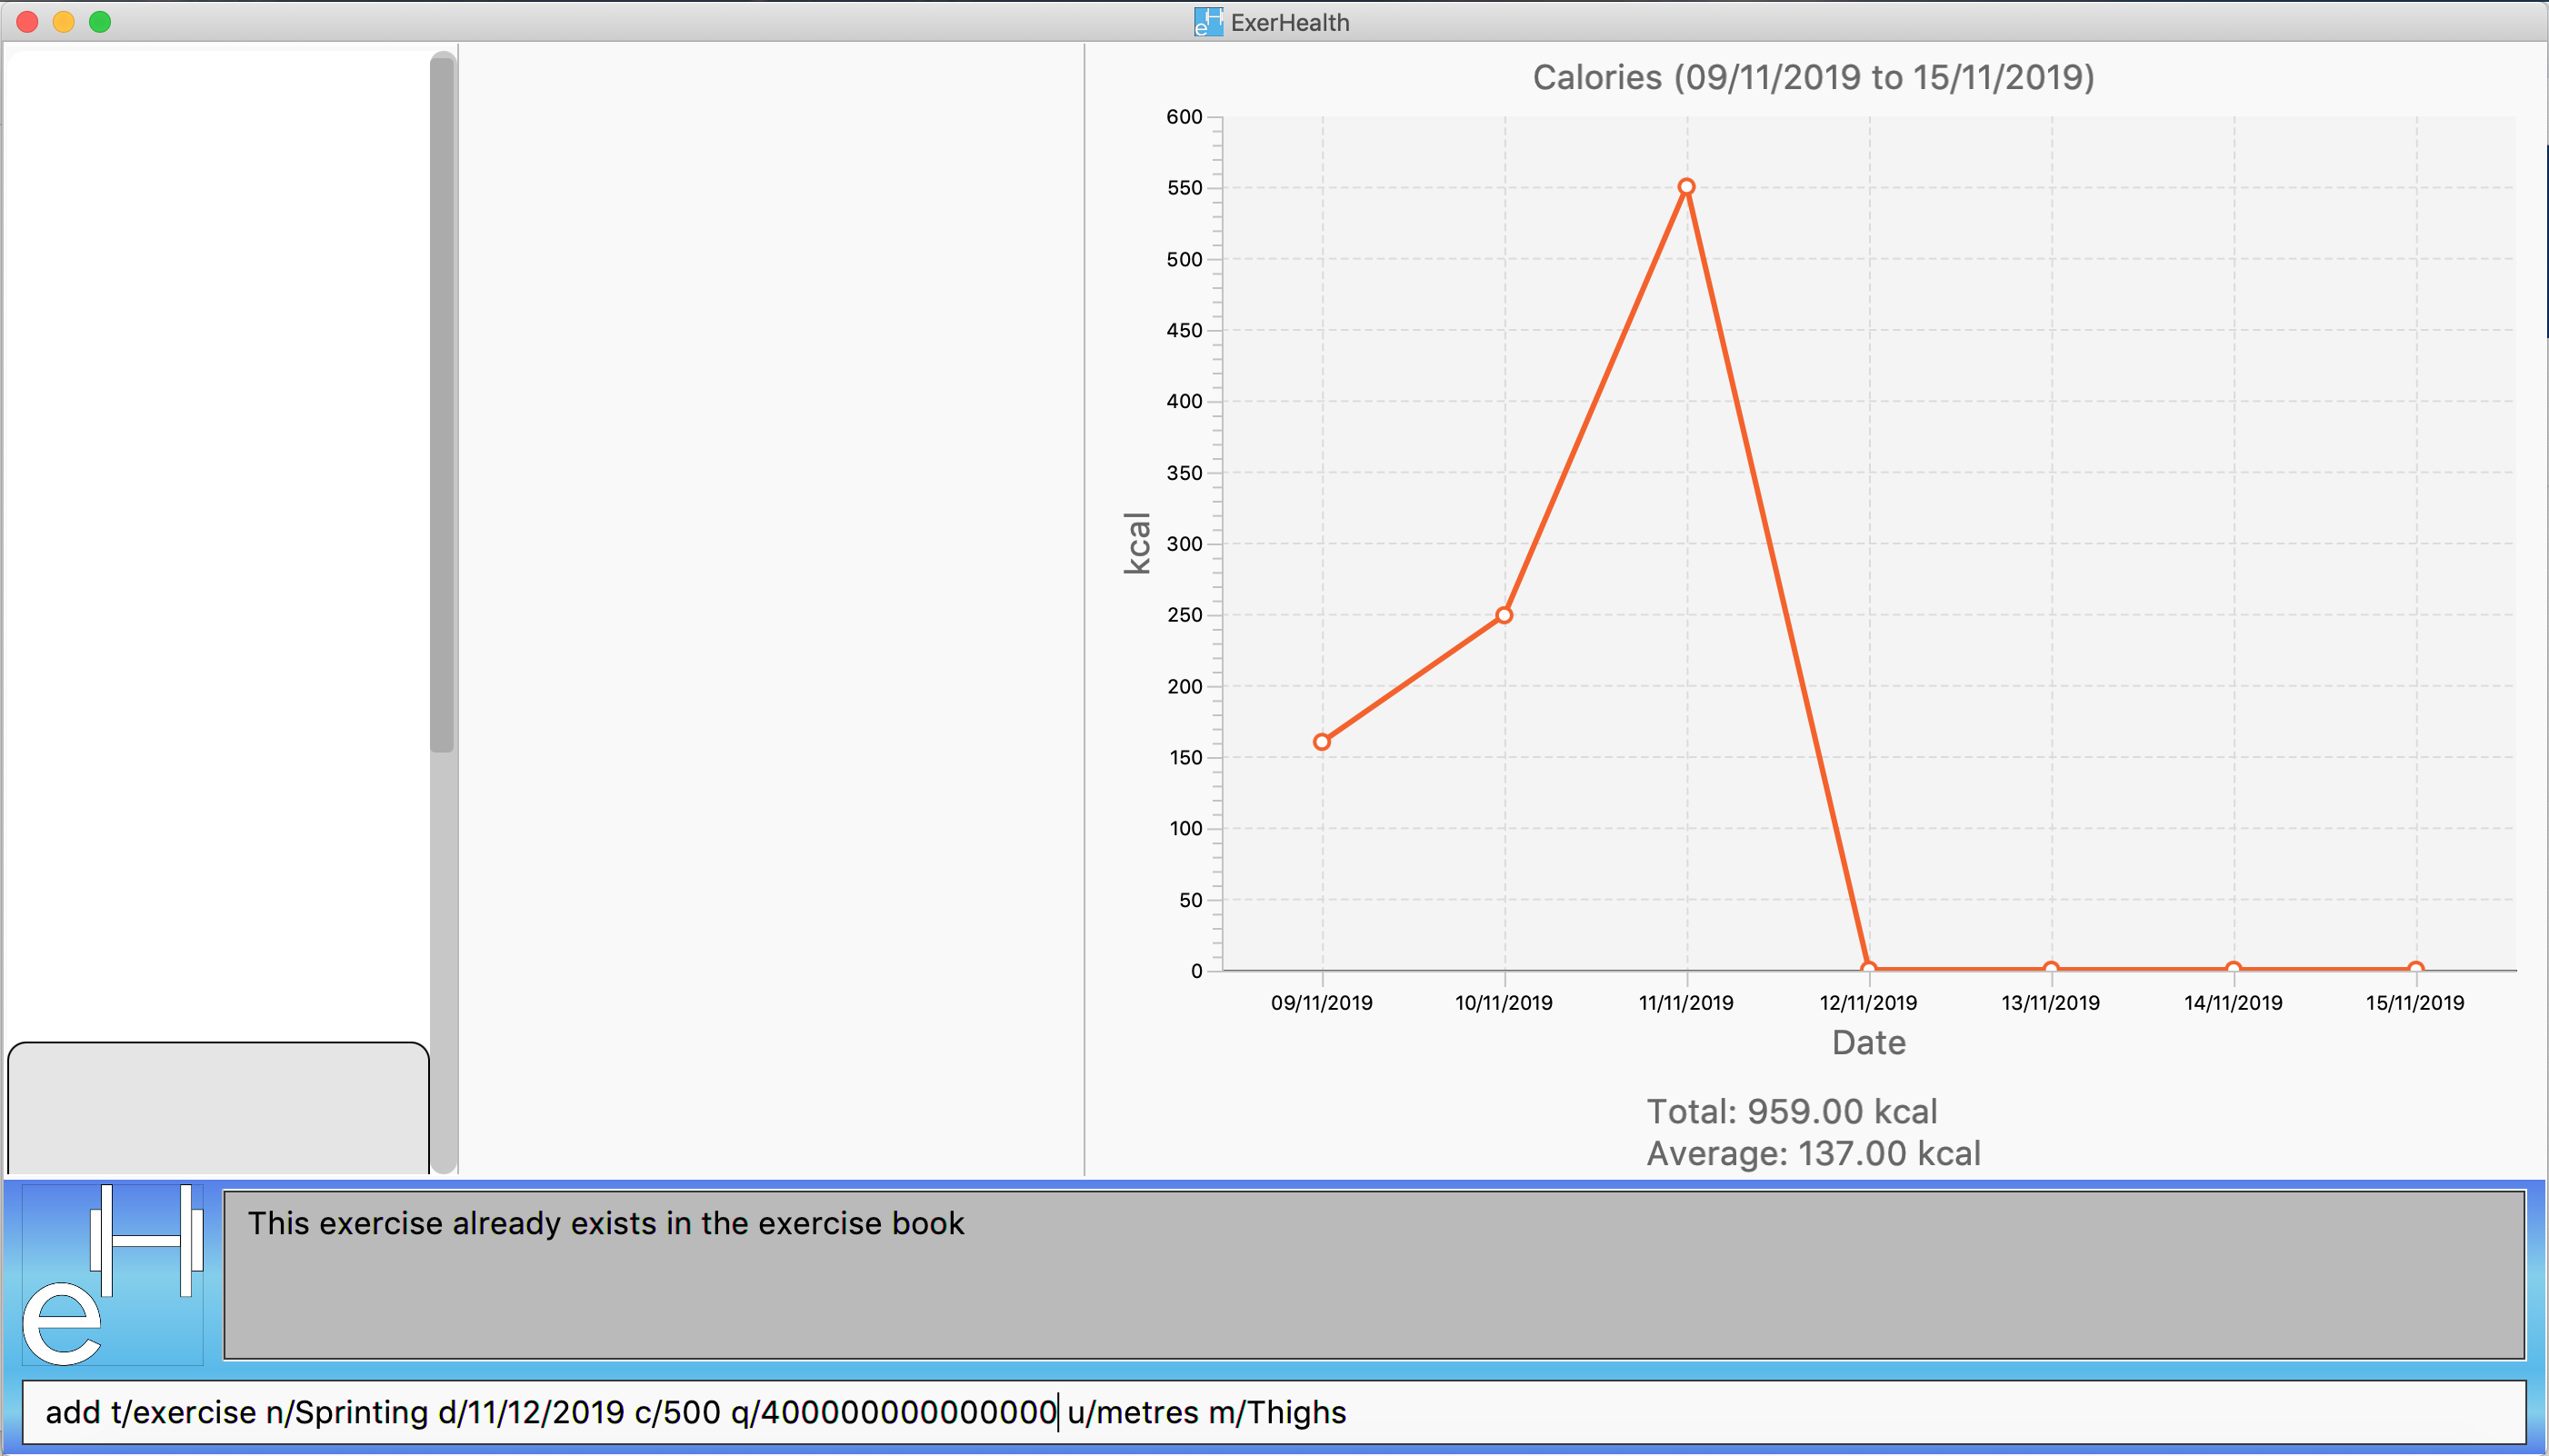 ExerHealth
Calories (09/11/2019 to 15/11/2019)
600
550
500
450
400
350
300
250
200
150
100
50
0
kcal
09/11/2019 10/11/2019 11/11/2019 12/11/2019 13/11/2019 14/11/2019 15/11/2019
Date
Total: 959.00 kcal
Average: 137.00 kcal
eH
This exercise already exists in the exercise book
add t/exercise n/Sprinting d/11/12/2019 c/500 q/400000000000000 u/metres m/Thighs